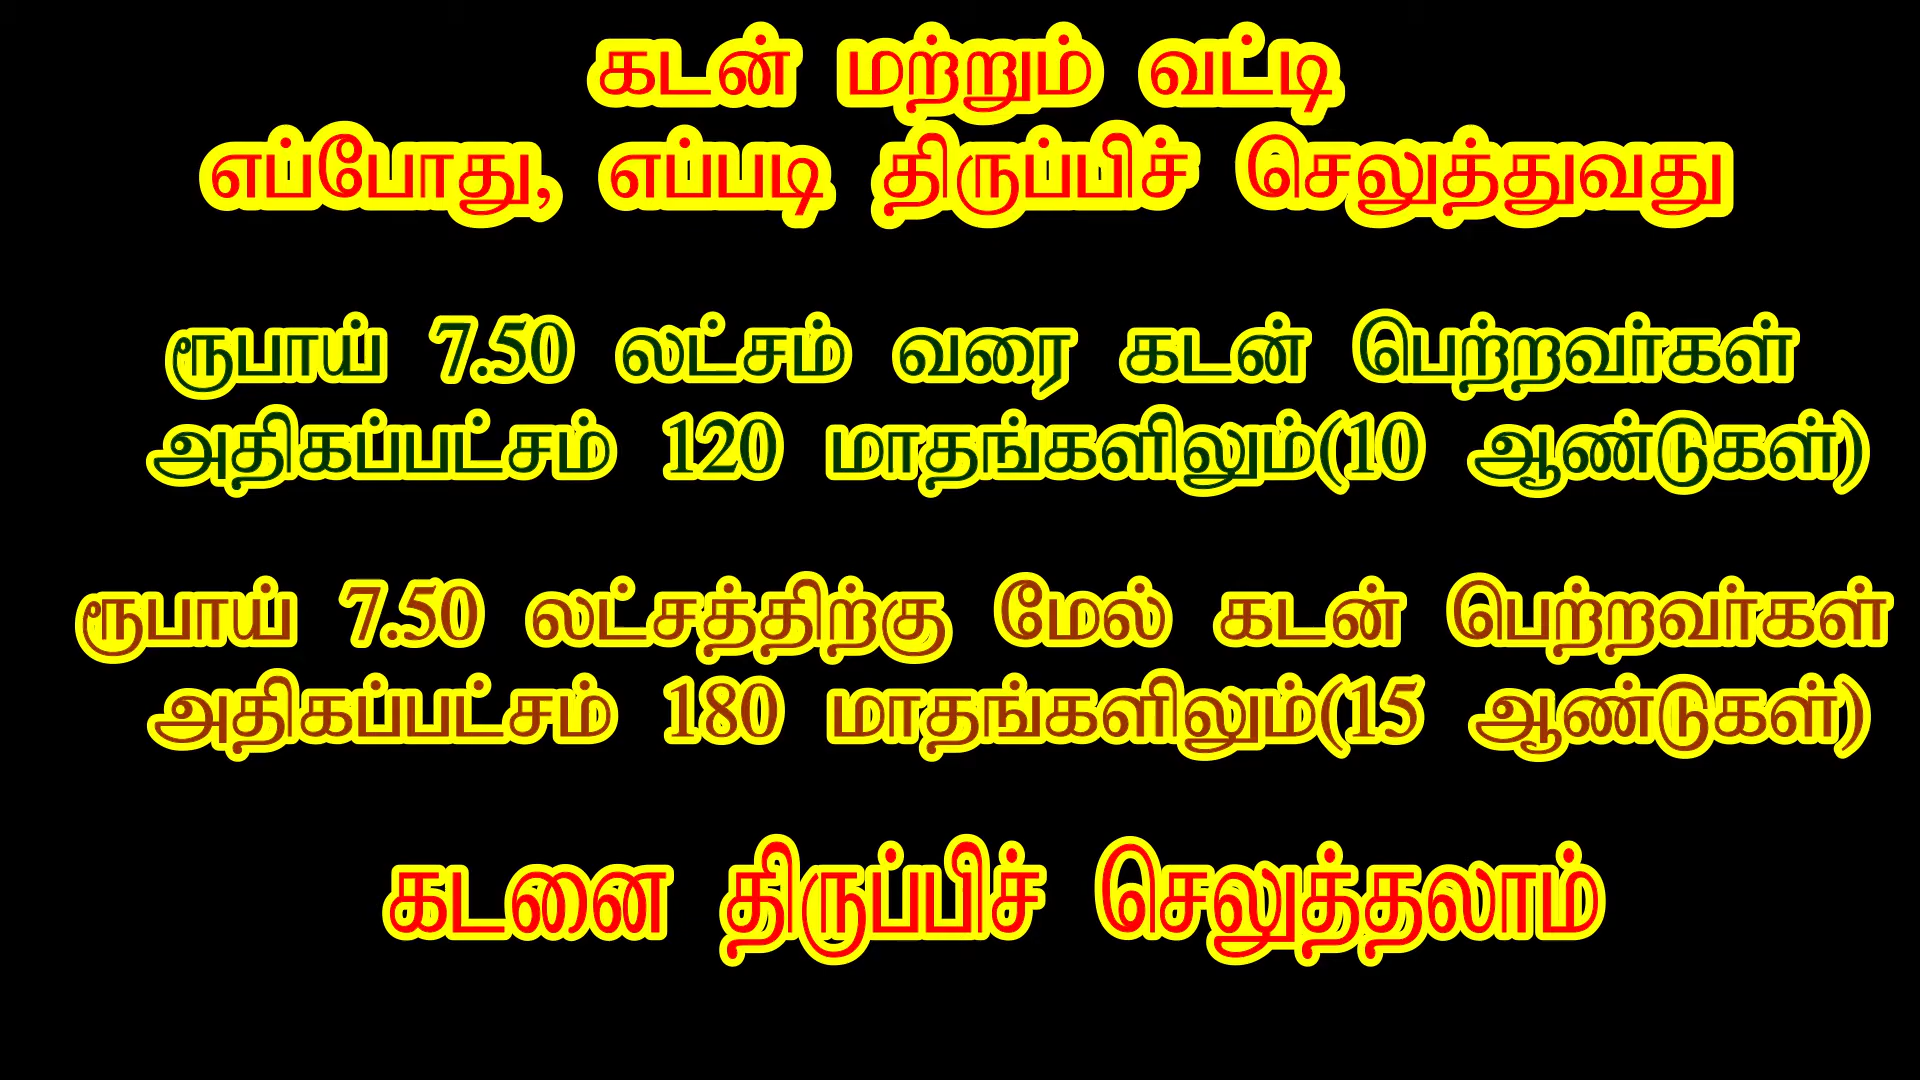 கடன் மற்றும் வட்டி
எப்போது, எப்படி திருப்பிச் செலுத்துவது
ரூபாய் 7.50 லட்சம் வரை கடன் பெற்றவர்கள்
அதிகப்பட்சம் 120 மாதங்களிலும்(10 ஆண்டுகள்)
ரூபாய் 7.50 லட்சத்திற்கு மேல் கடன் பெற்றவர்கள்
அதிகப்பட்சம் 180 மாதங்களிலும்(15 ஆண்டுகள்)
கடனை திருப்பிச் செலுத்தலாம்